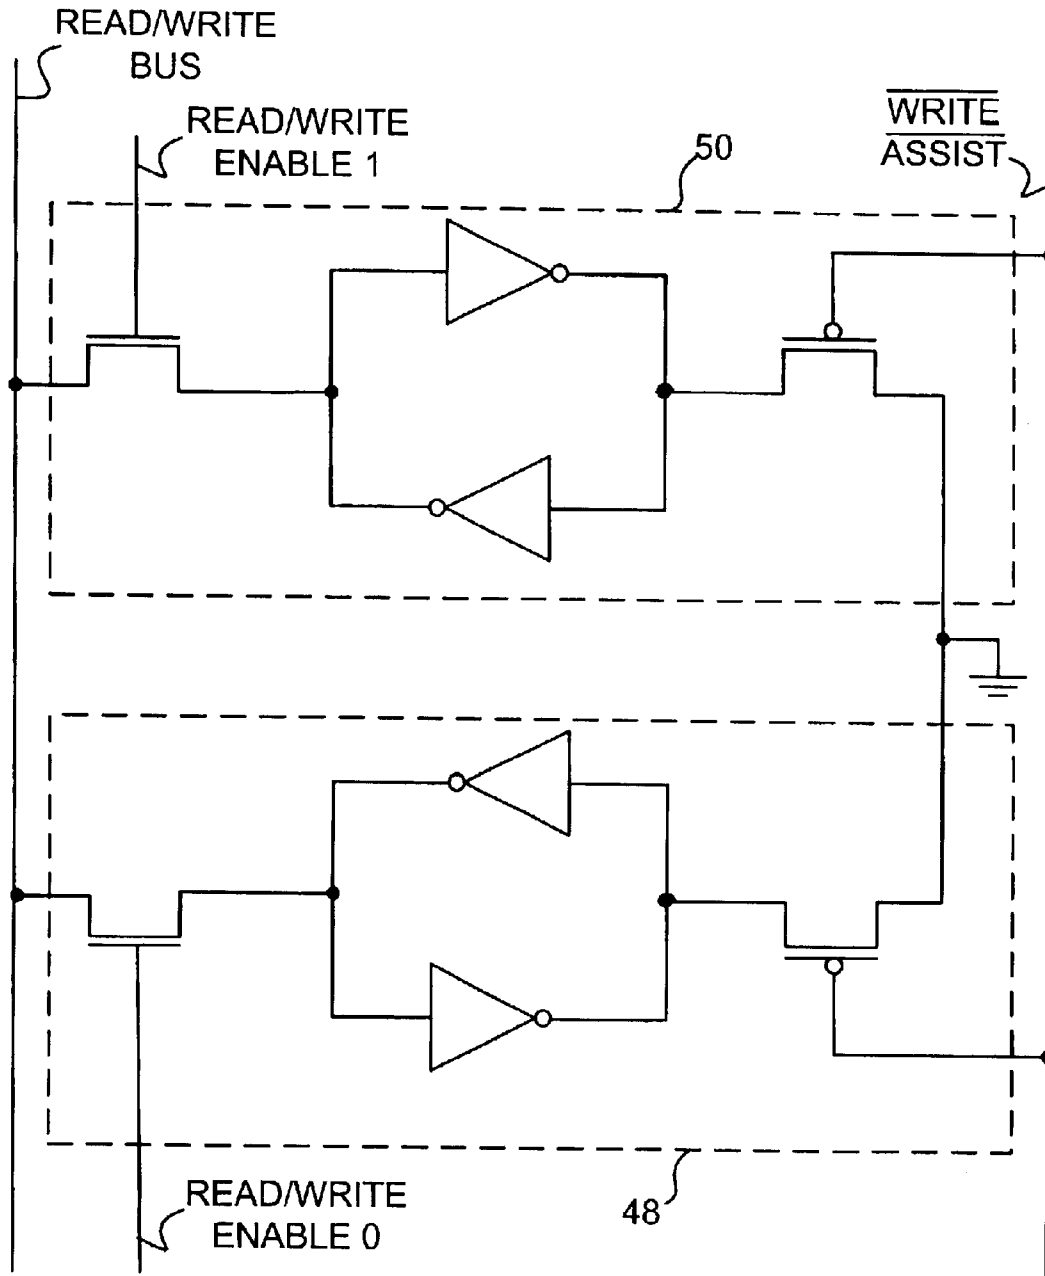 READ/WRITE
BUS
READ/WRITE
ENABLE 1
50
WRITE
ASSIST
READ/WRITE
ENABLE 0
48